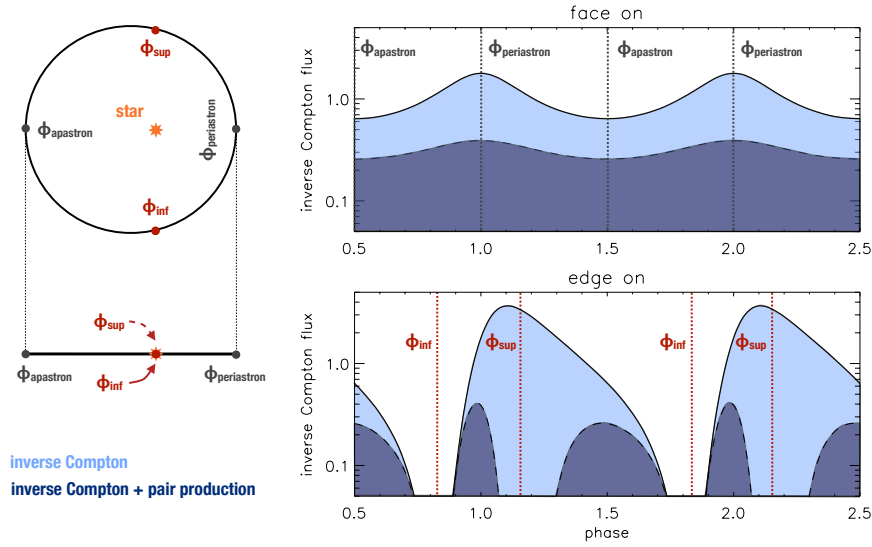 Φsup
star
Φapastron
Φperiastron
Φinf
Φsup
Φapastron
Φinf
Φperiastron
inverse Compton
inverse Compton + pair production
face on
inverse Compton flux
1.0
0.1
Φapastron
Φperiastron
Φapastron
Φperiastron
0.5 1.0 1.5 2.0 2.5
edge on
inverse Compton flux
1.0
0.1
Φinf
Φsup
Φinf
Φsup
0.5 1.0 1.5 2.0 2.5
phase